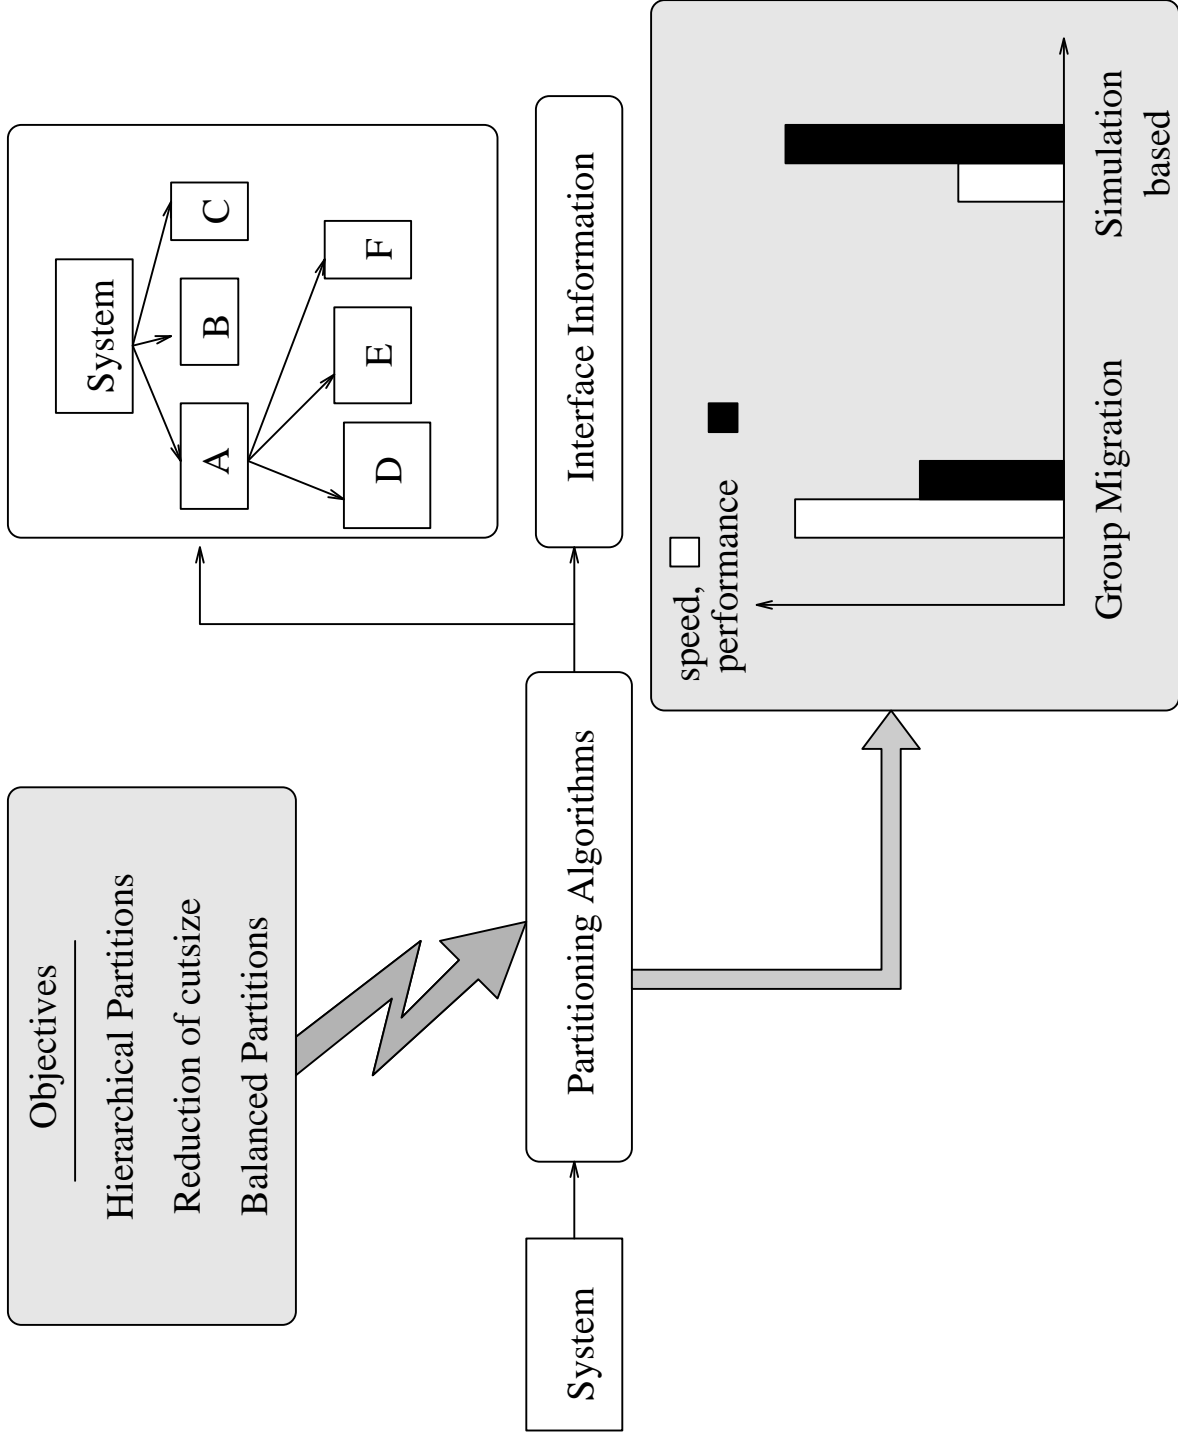 Objectives
Hierarchical Partitions
Reduction of cutsize
Balanced Partitions
System
Partitioning Algorithms
System
A
B
C
D
E
F
Interface Information
speed,
performance
Group Migration
Simulation
based